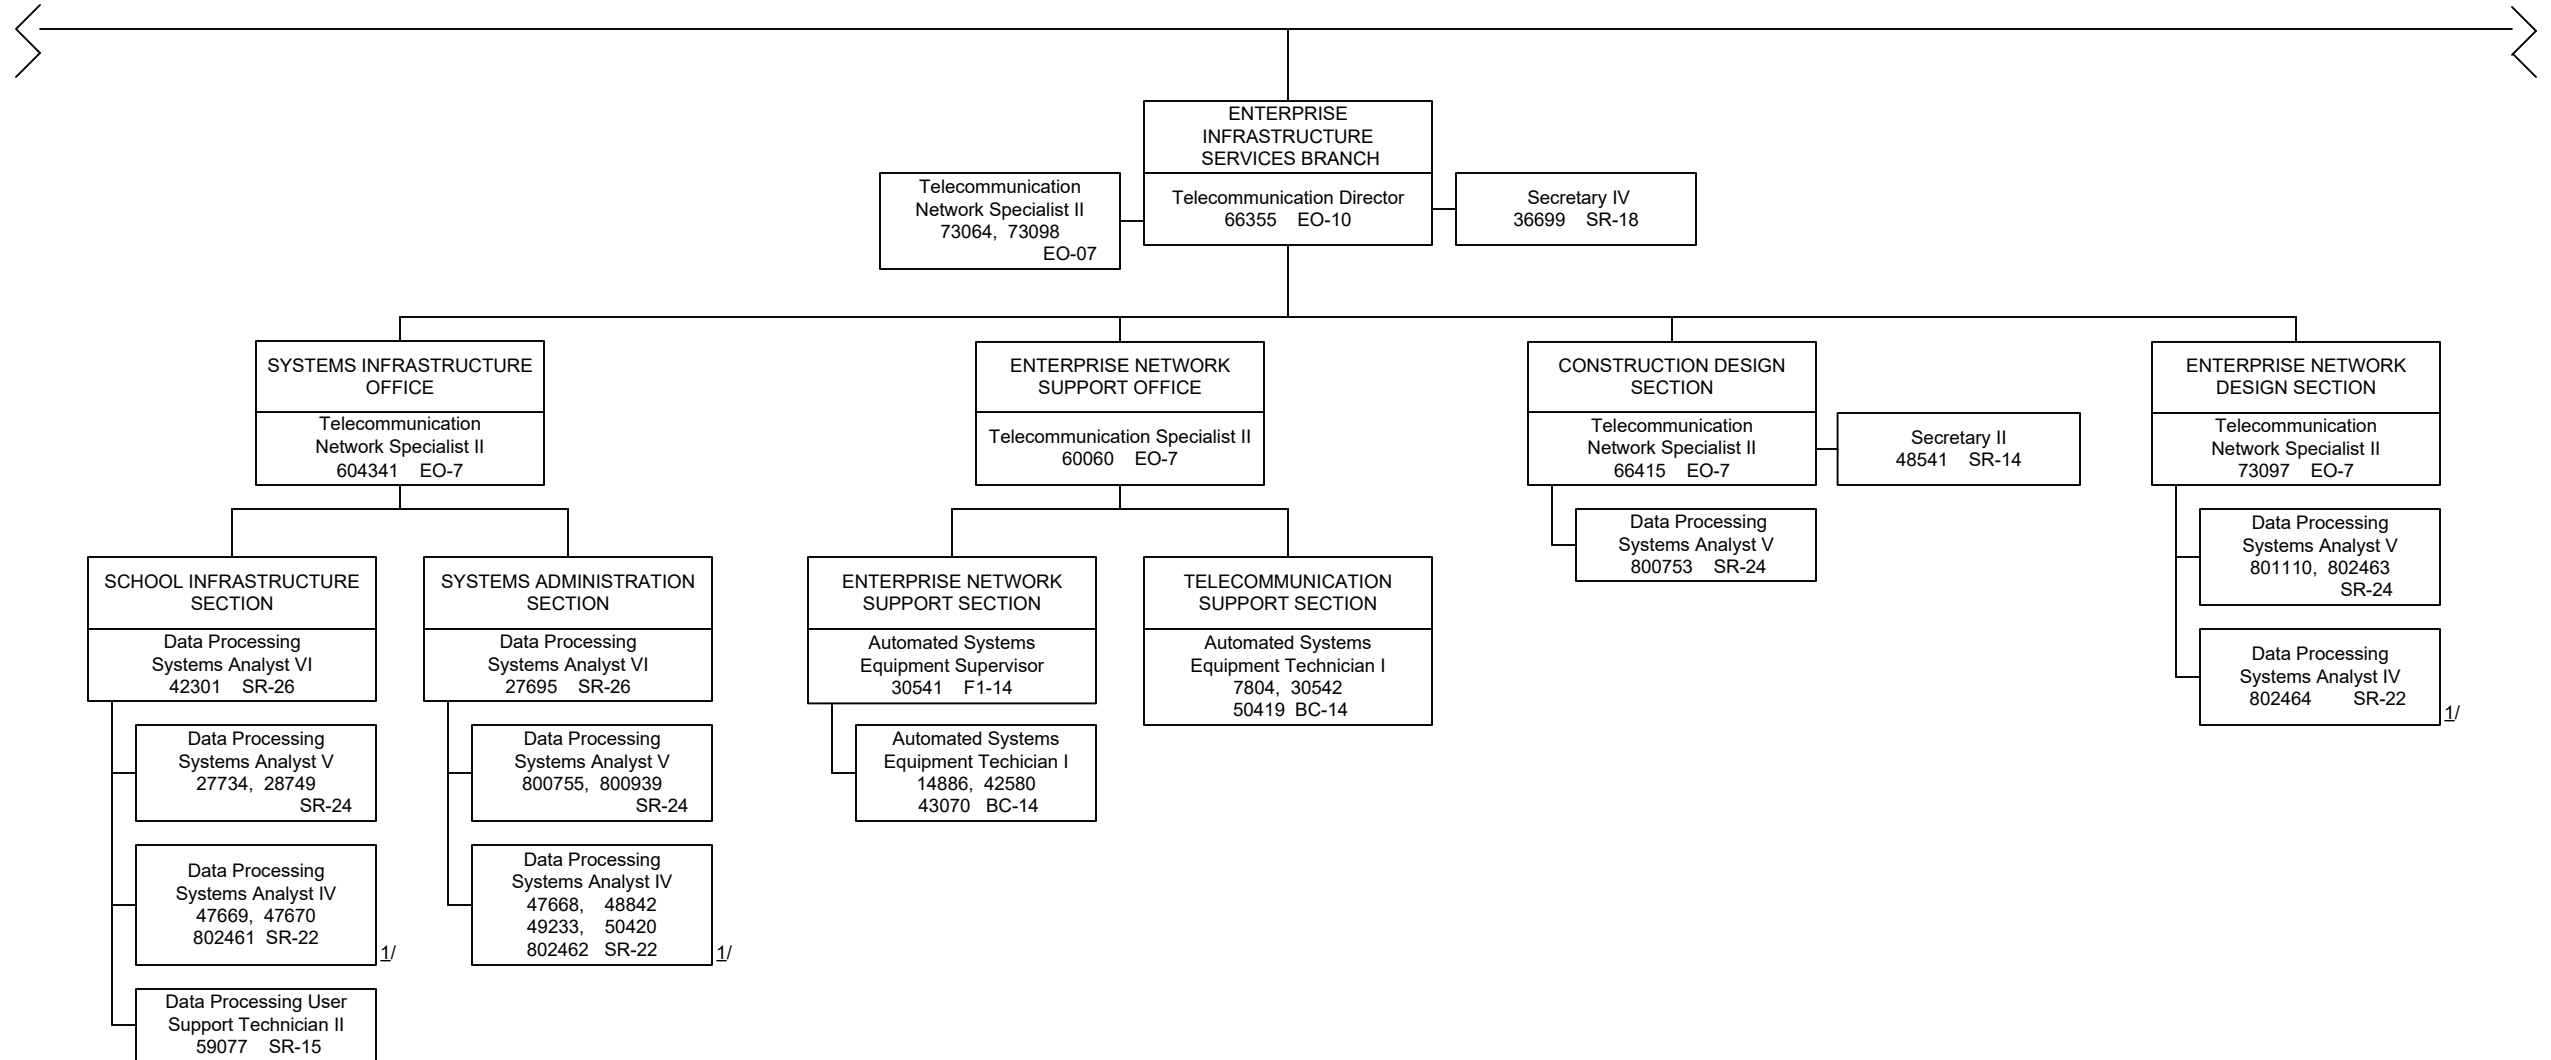 ENTERPRISE
INFRASTRUCTURE
SERVICES BRANCH
Telecommunication Director
66355 EO-10
Telecommunication
Network Specialist II
73064, 73098
EO-07
Secretary IV
36699 SR-18
SYSTEMS INFRASTRUCTURE
OFFICE
Telecommunication
Network Specialist II
604341 EO-7
ENTERPRISE NETWORK
SUPPORT OFFICE
Telecommunication Specialist II
60060 EO-7
CONSTRUCTION DESIGN
SECTION
Telecommunication
Network Specialist II
66415 EO-7
Secretary II
48541 SR-14
ENTERPRISE NETWORK
DESIGN SECTION
Telecommunication
Network Specialist II
73097 EO-7
SCHOOL INFRASTRUCTURE
SECTION
Data Processing
Systems Analyst VI
42301 SR-26
Data Processing
Systems Analyst V
27734, 28749
SR-24
Data Processing
Systems Analyst IV
47669, 47670
802461 SR-22
1/
Data Processing User
Support Technician II
59077 SR-15
SYSTEMS ADMINISTRATION
SECTION
Data Processing
Systems Analyst VI
27695 SR-26
Data Processing
Systems Analyst V
800755, 800939
SR-24
Data Processing
Systems Analyst IV
47668, 48842
49233, 50420
802462 SR-22
1/
ENTERPRISE NETWORK
SUPPORT SECTION
Automated Systems
Equipment Supervisor
30541 F1-14
Automated Systems
Equipment Techician I
14886, 42580
43070 BC-14
TELECOMMUNICATION
SUPPORT SECTION
Automated Systems
Equipment Technician I
7804, 30542
50419 BC-14
Data Processing
Systems Analyst V
800753 SR-24
Data Processing
Systems Analyst V
801110, 802463
SR-24
Data Processing
Systems Analyst IV
802464 SR-22
1/